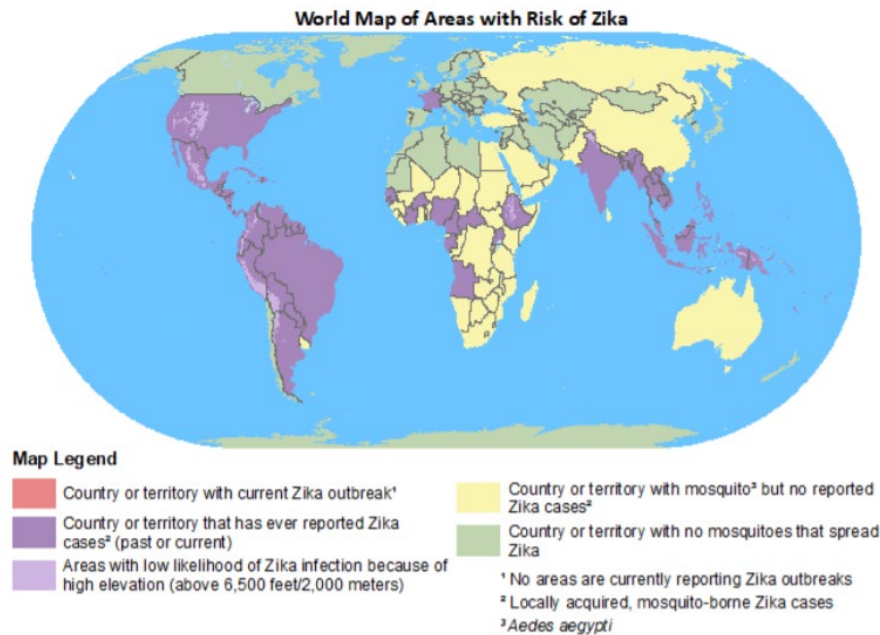 World Map of Areas with Risk of Zika
Map Legend
Country or territory with current Zika outbreak¹
Country or territory that has ever reported Zika
cases² (past or current)
Areas with low likelihood of Zika infection because of
high elevation (above 6,500 feet/2,000 meters)
Country or territory with mosquito³ but no reported
Zika cases²
Country or territory with no mosquitoes that spread
Zika
¹ No areas are currently reporting Zika outbreaks
² Locally acquired, mosquito-borne Zika cases
³ Aedes aegypti